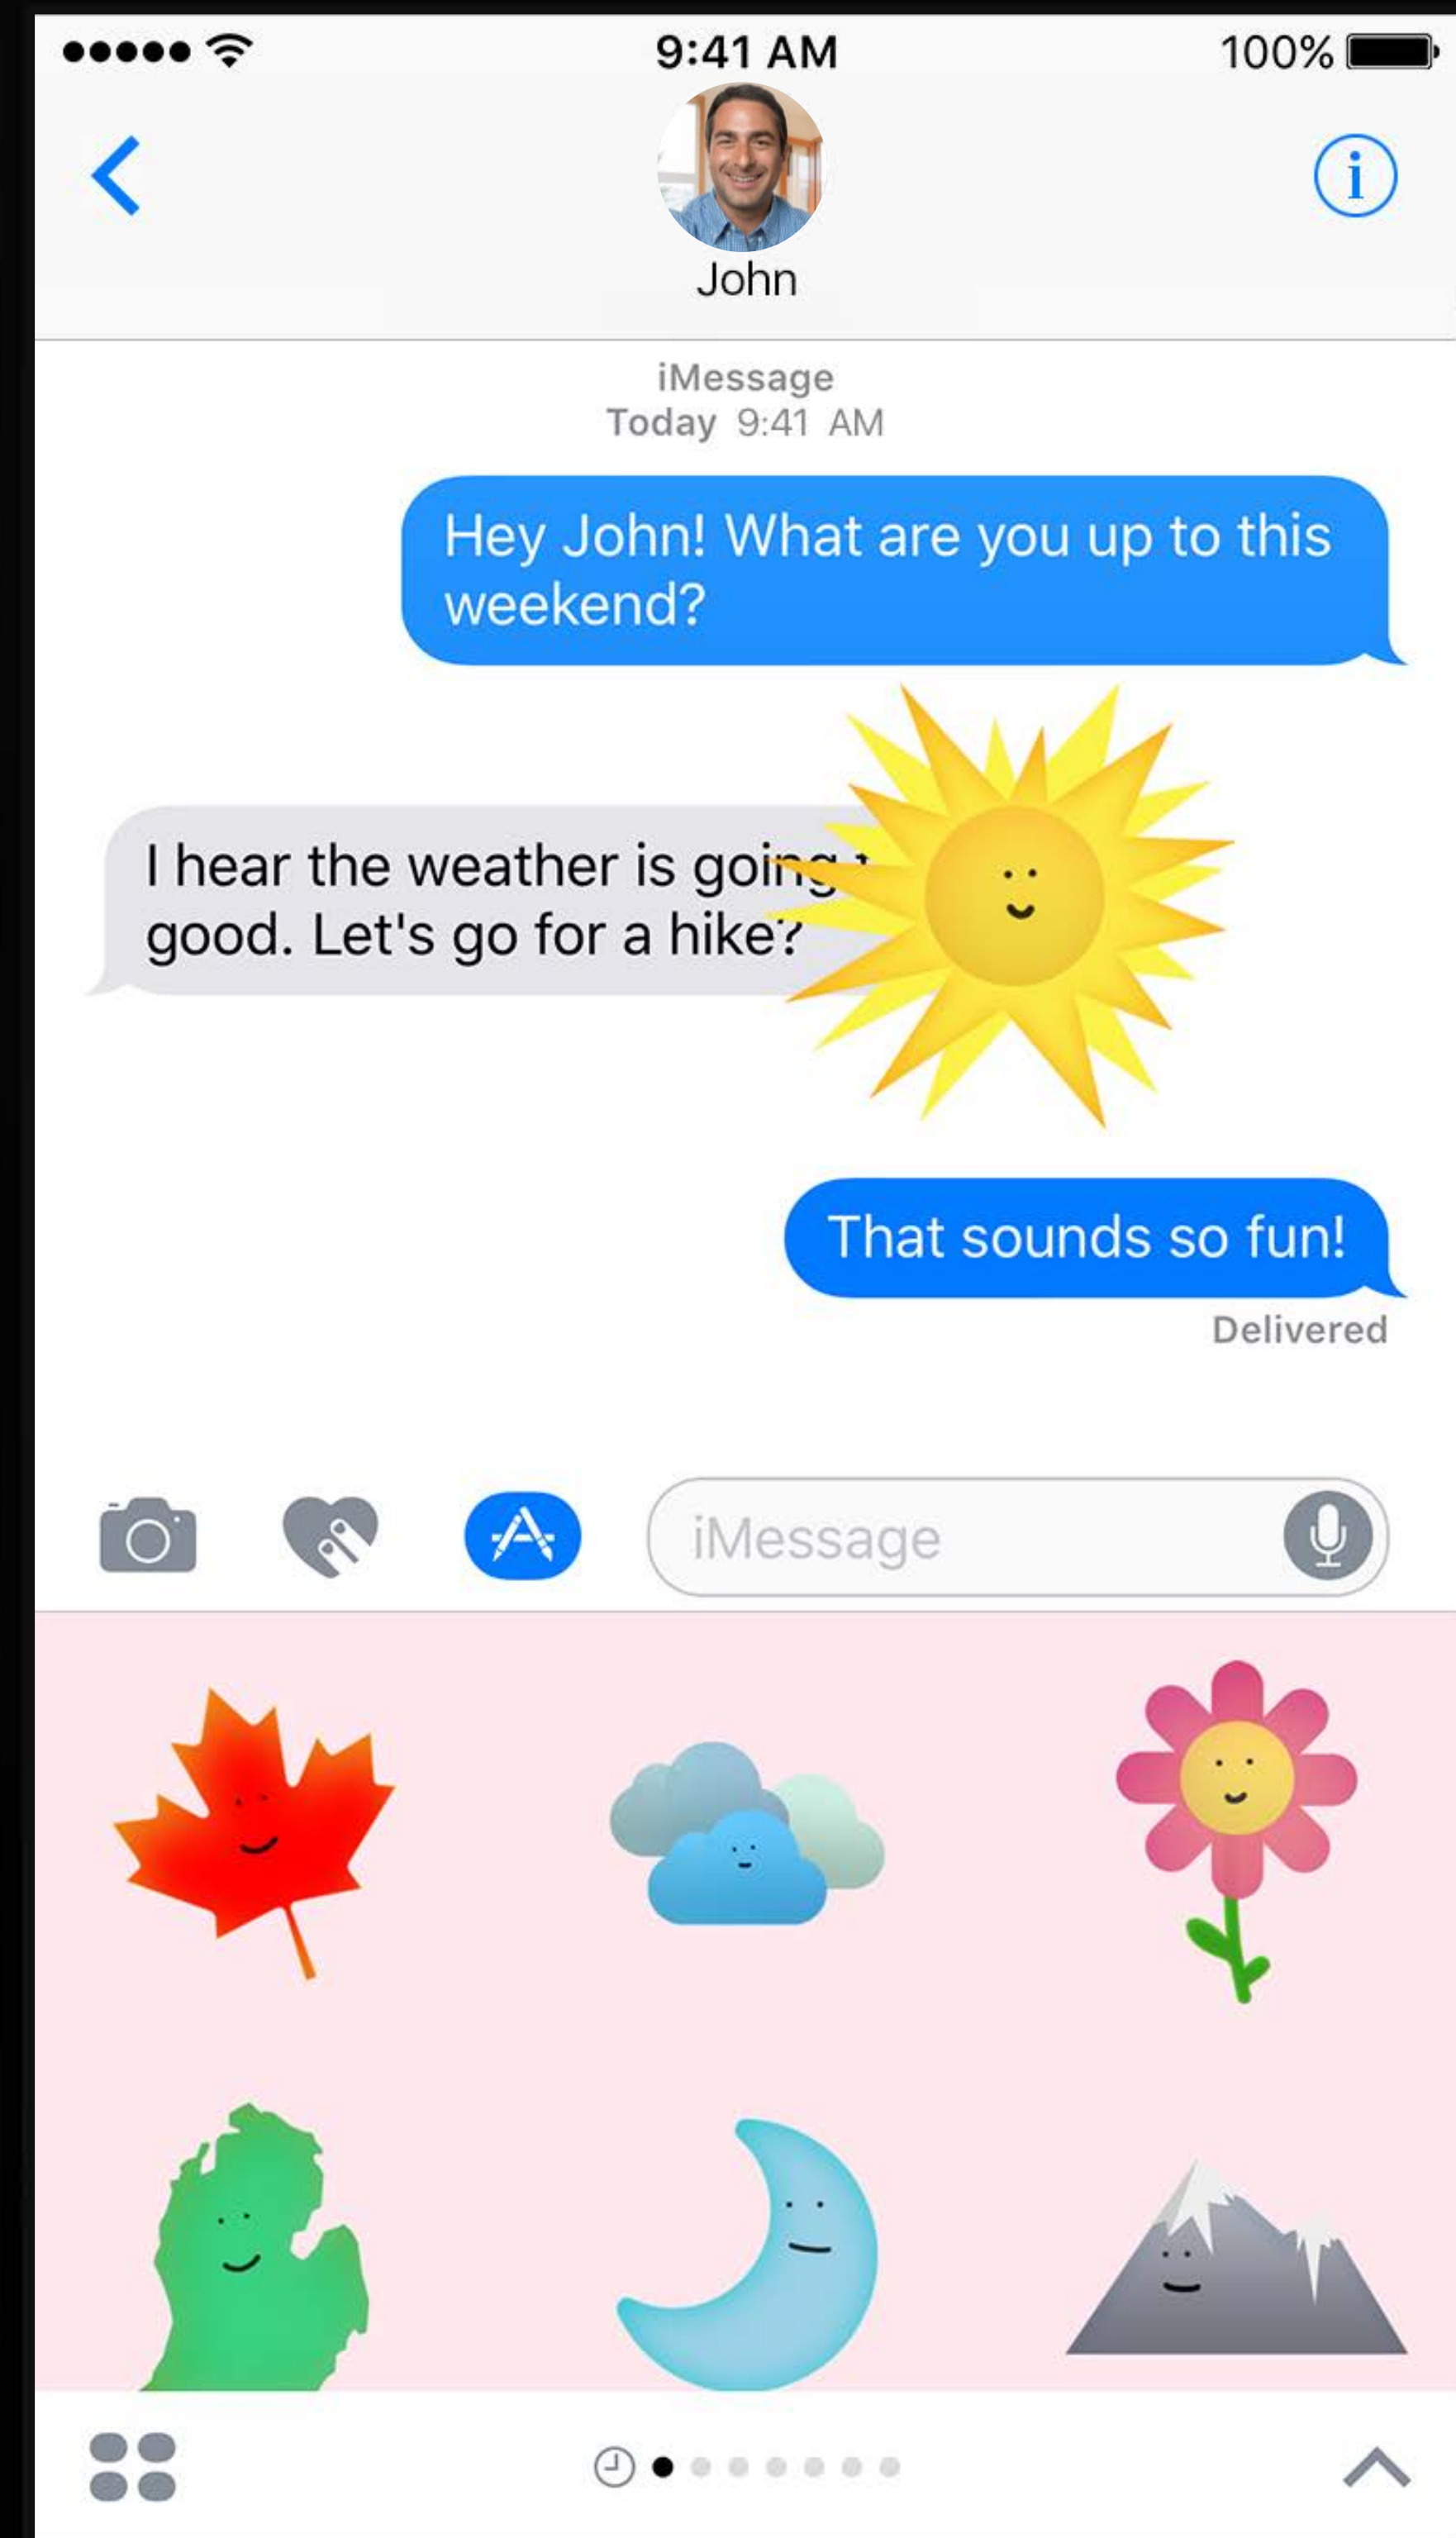 9:41 AM
100%
John
iMessage
Today 9:41 AM
Hey John! What are you up to this
weekend?
I hear the weather is going
good. Let's go for a hike?
That sounds so fun!
Delivered
iMessage